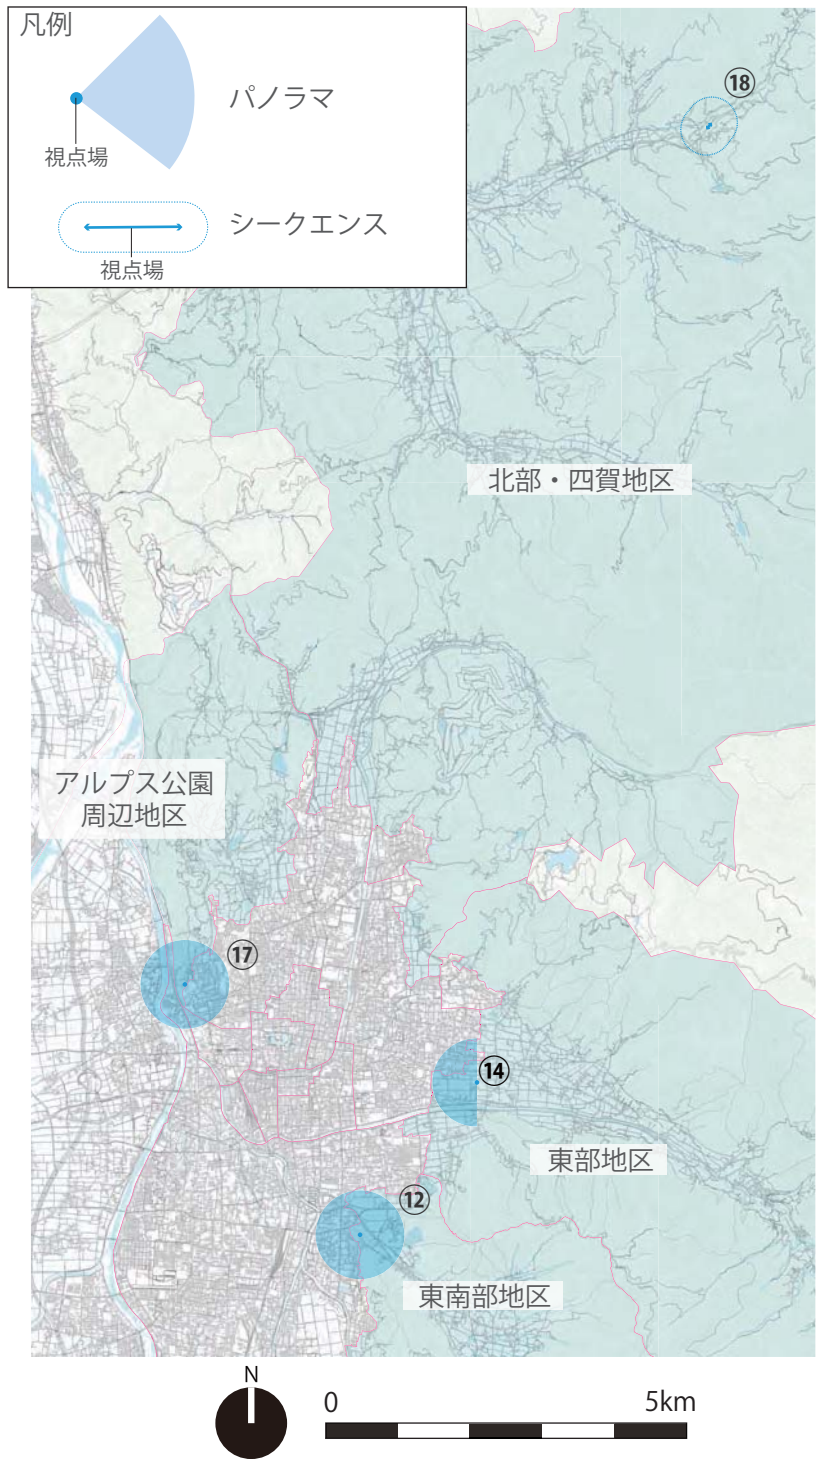 凡例
パノラマ
視点場
シークエンス
視点場
⑱
北部・四賀地区
アルプス公園
周辺地区
⑰
⑭
東部地区
⑫
東南部地区
N
0
5km